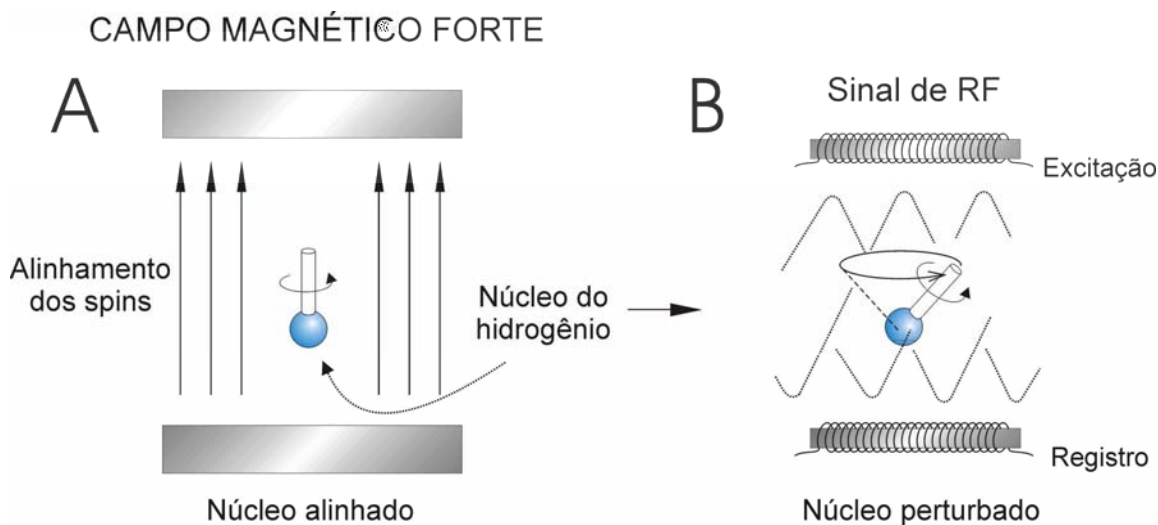 CAMPO MAGNÉTICO FORTE
A
Alinhamento
dos spins
Núcleo do
hidrogênio
Núcleo alinhado
B
Sinal de RF
Excitação
Registro
Núcleo perturbado